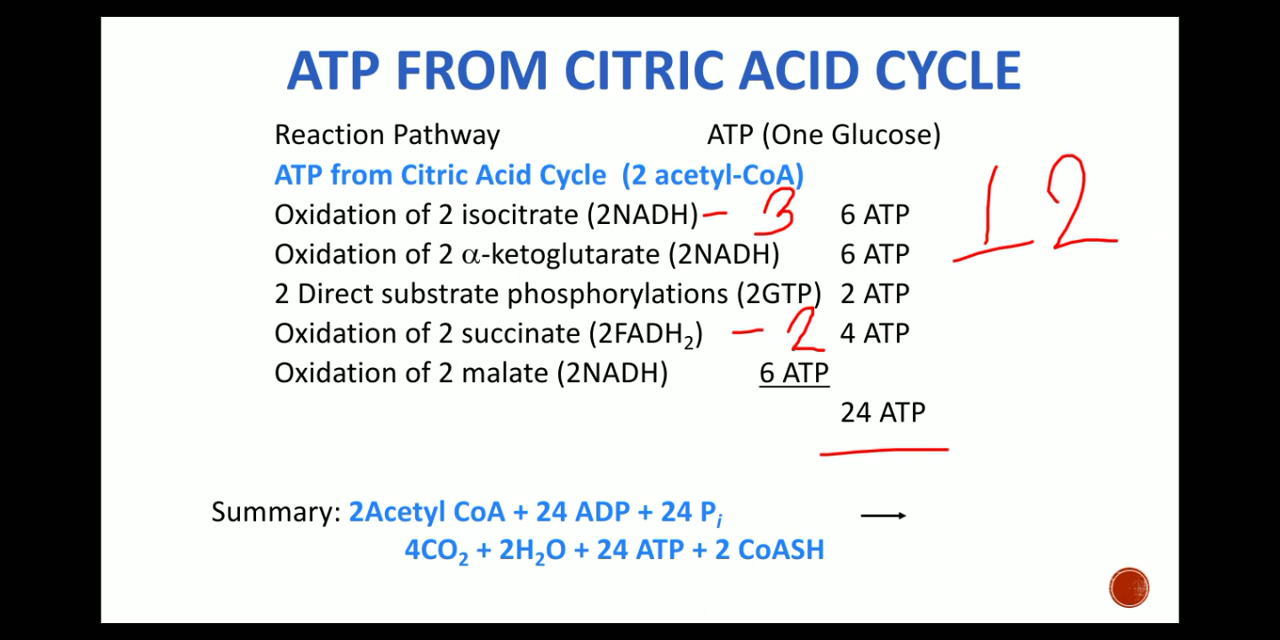 ATP FROM CITRIC ACID CYCLE
Reaction Pathway ATP (One Glucose)
ATP from Citric Acid Cycle (2 acetyl-CoA)
Oxidation of 2 isocitrate (2NADH) – 3 6 ATP 12
Oxidation of 2 α-ketoglutarate (2NADH) 6 ATP
2 Direct substrate phosphorylations (2GTP) 2 ATP
Oxidation of 2 succinate (2FADH₂) – 2 4 ATP
Oxidation of 2 malate (2NADH) 6 ATP
24 ATP
Summary: 2Acetyl CoA + 24 ADP + 24 Pᵢ →
4CO₂ + 2H₂O + 24 ATP + 2 CoASH